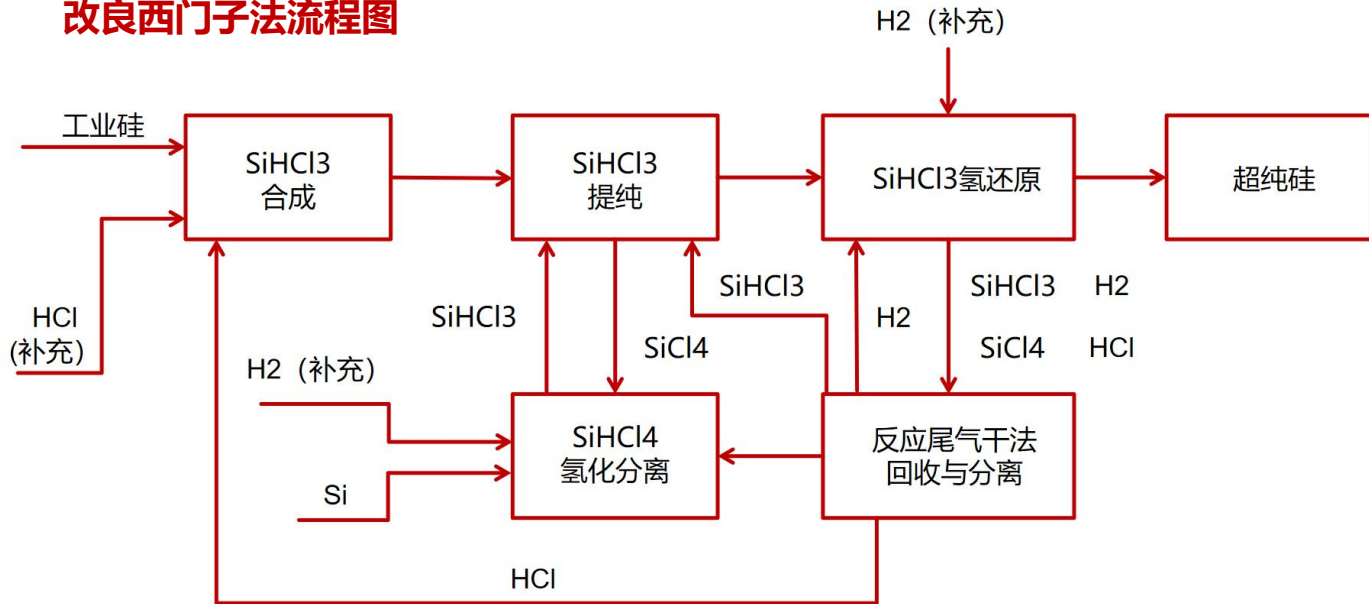 改良西门子法流程图
H2（补充）
工业硅
SiHCl3
合成
SiHCl3
提纯
SiHCl3氢还原
超纯硅
HCl
(补充）
SiHCl3
SiCl4
SiHCl3
H2
SiHCl3 H2
SiCl4 HCl
H2（补充）
Si
SiHCl4
氢化分离
反应尾气干法
回收与分离
HCl